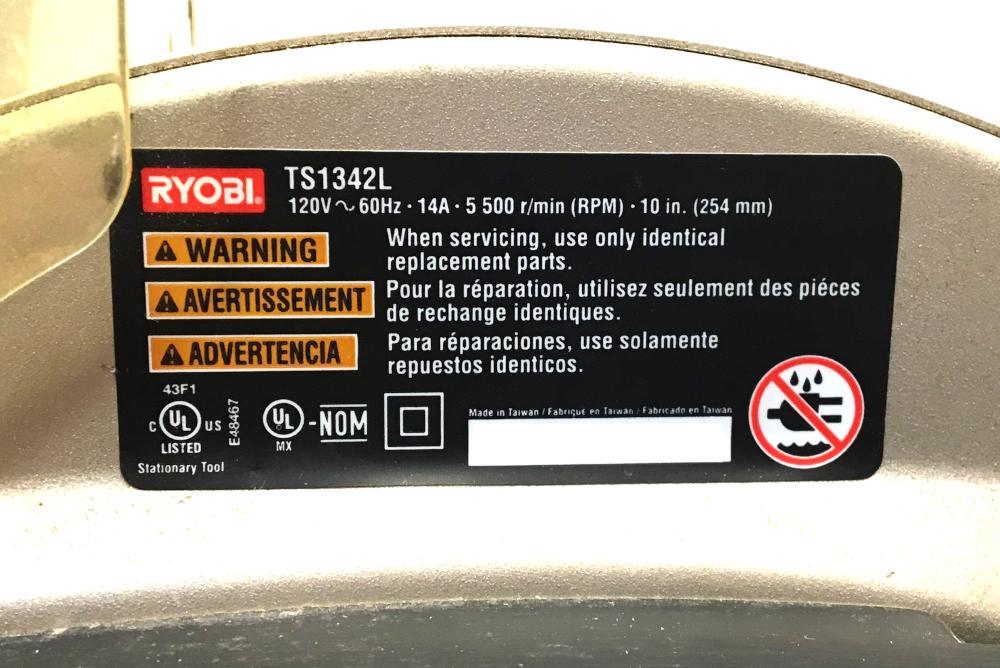 RYOBI® TS1342L
120V~60Hz · 14A · 5 500 r/min (RPM) · 10 in. (254 mm)
WARNING When servicing, use only identical
replacement parts.
AVERTISSEMENT Pour la réparation, utilisez seulement des piéces
de rechange identiques.
ADVERTENCIA Para réparaciones, use solamente
repuestos identicos.
43F1
C UL US
LISTED
E48467
Stationary Tool
UL
MX
-NOM
Made in Taiwan / Fabriqué en Taiwan / Fabricado en Taiwan